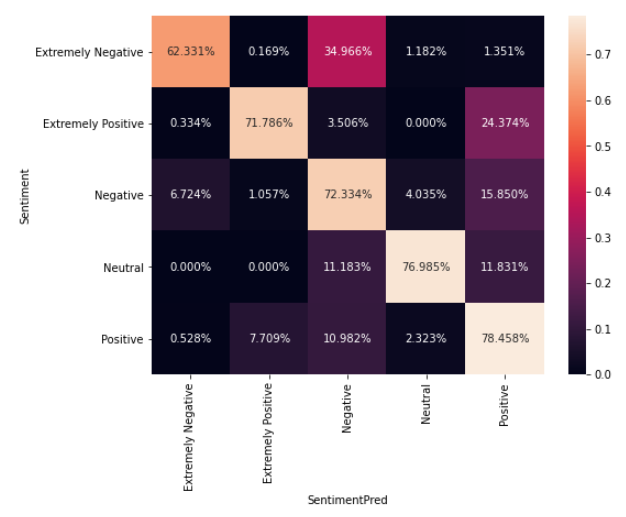 Extremely Negative 62.331% 0.169% 34.966% 1.182% 1.351%
Extremely Positive 0.334% 71.786% 3.506% 0.000% 24.374%
Negative 6.724% 1.057% 72.334% 4.035% 15.850%
Neutral 0.000% 0.000% 11.183% 76.985% 11.831%
Positive 0.528% 7.709% 10.982% 2.323% 78.458%
Sentiment
Extremely Negative
Extremely Positive
Negative
Neutral
Positive
SentimentPred
0.7
0.6
0.5
0.4
0.3
0.2
0.1
0.0